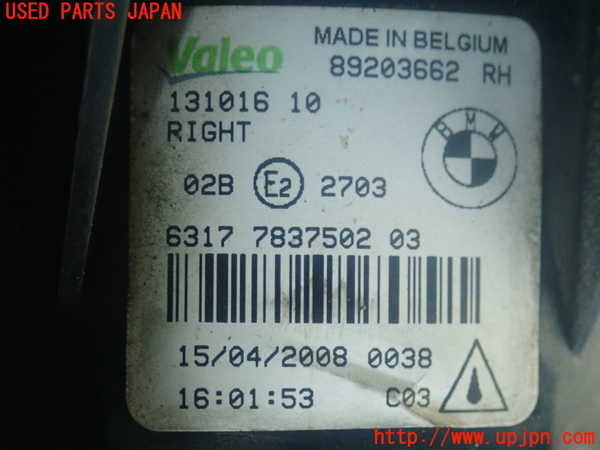 USED PARTS JAPAN
Valeo
MADE IN BELGIUM
89203662 RH
131016 10
RIGHT
BMW
02B E2 2703
6317 7837502 03
15/04/2008 0038
16:01:53 C03
http://www.upjpn.com/